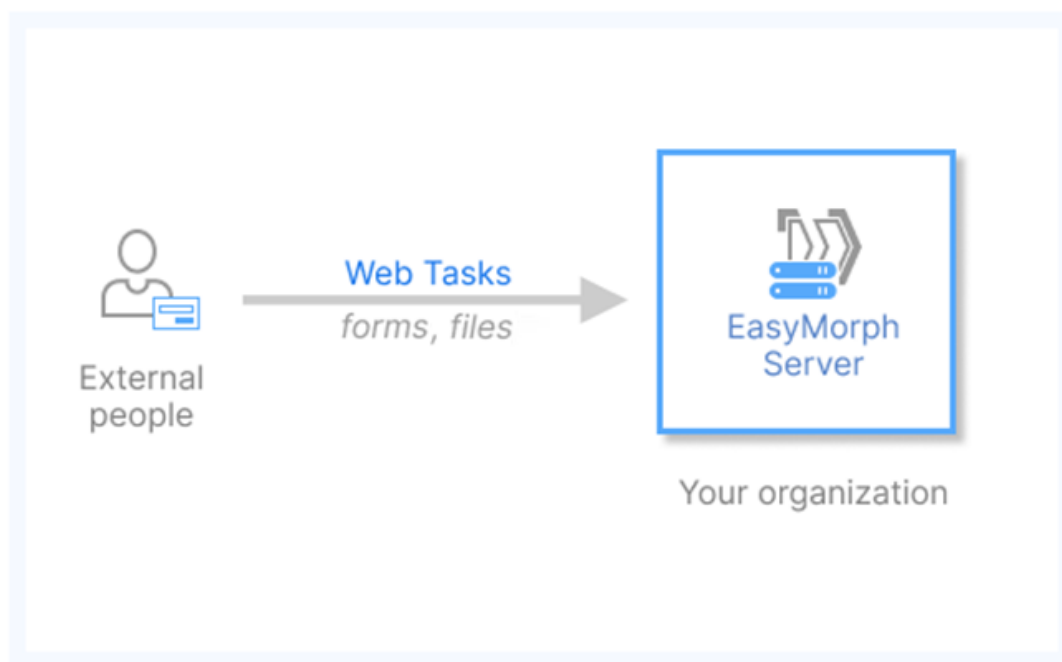 Web Tasks
forms, files
External
people
EasyMorph
Server
Your organization